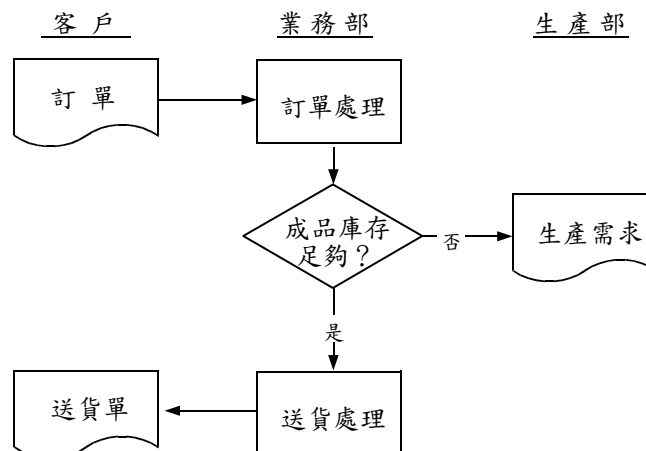 客戶
業務部
生產部
訂單
訂單處理
成品庫存
足夠？
否
生產需求
是
送貨單
送貨處理